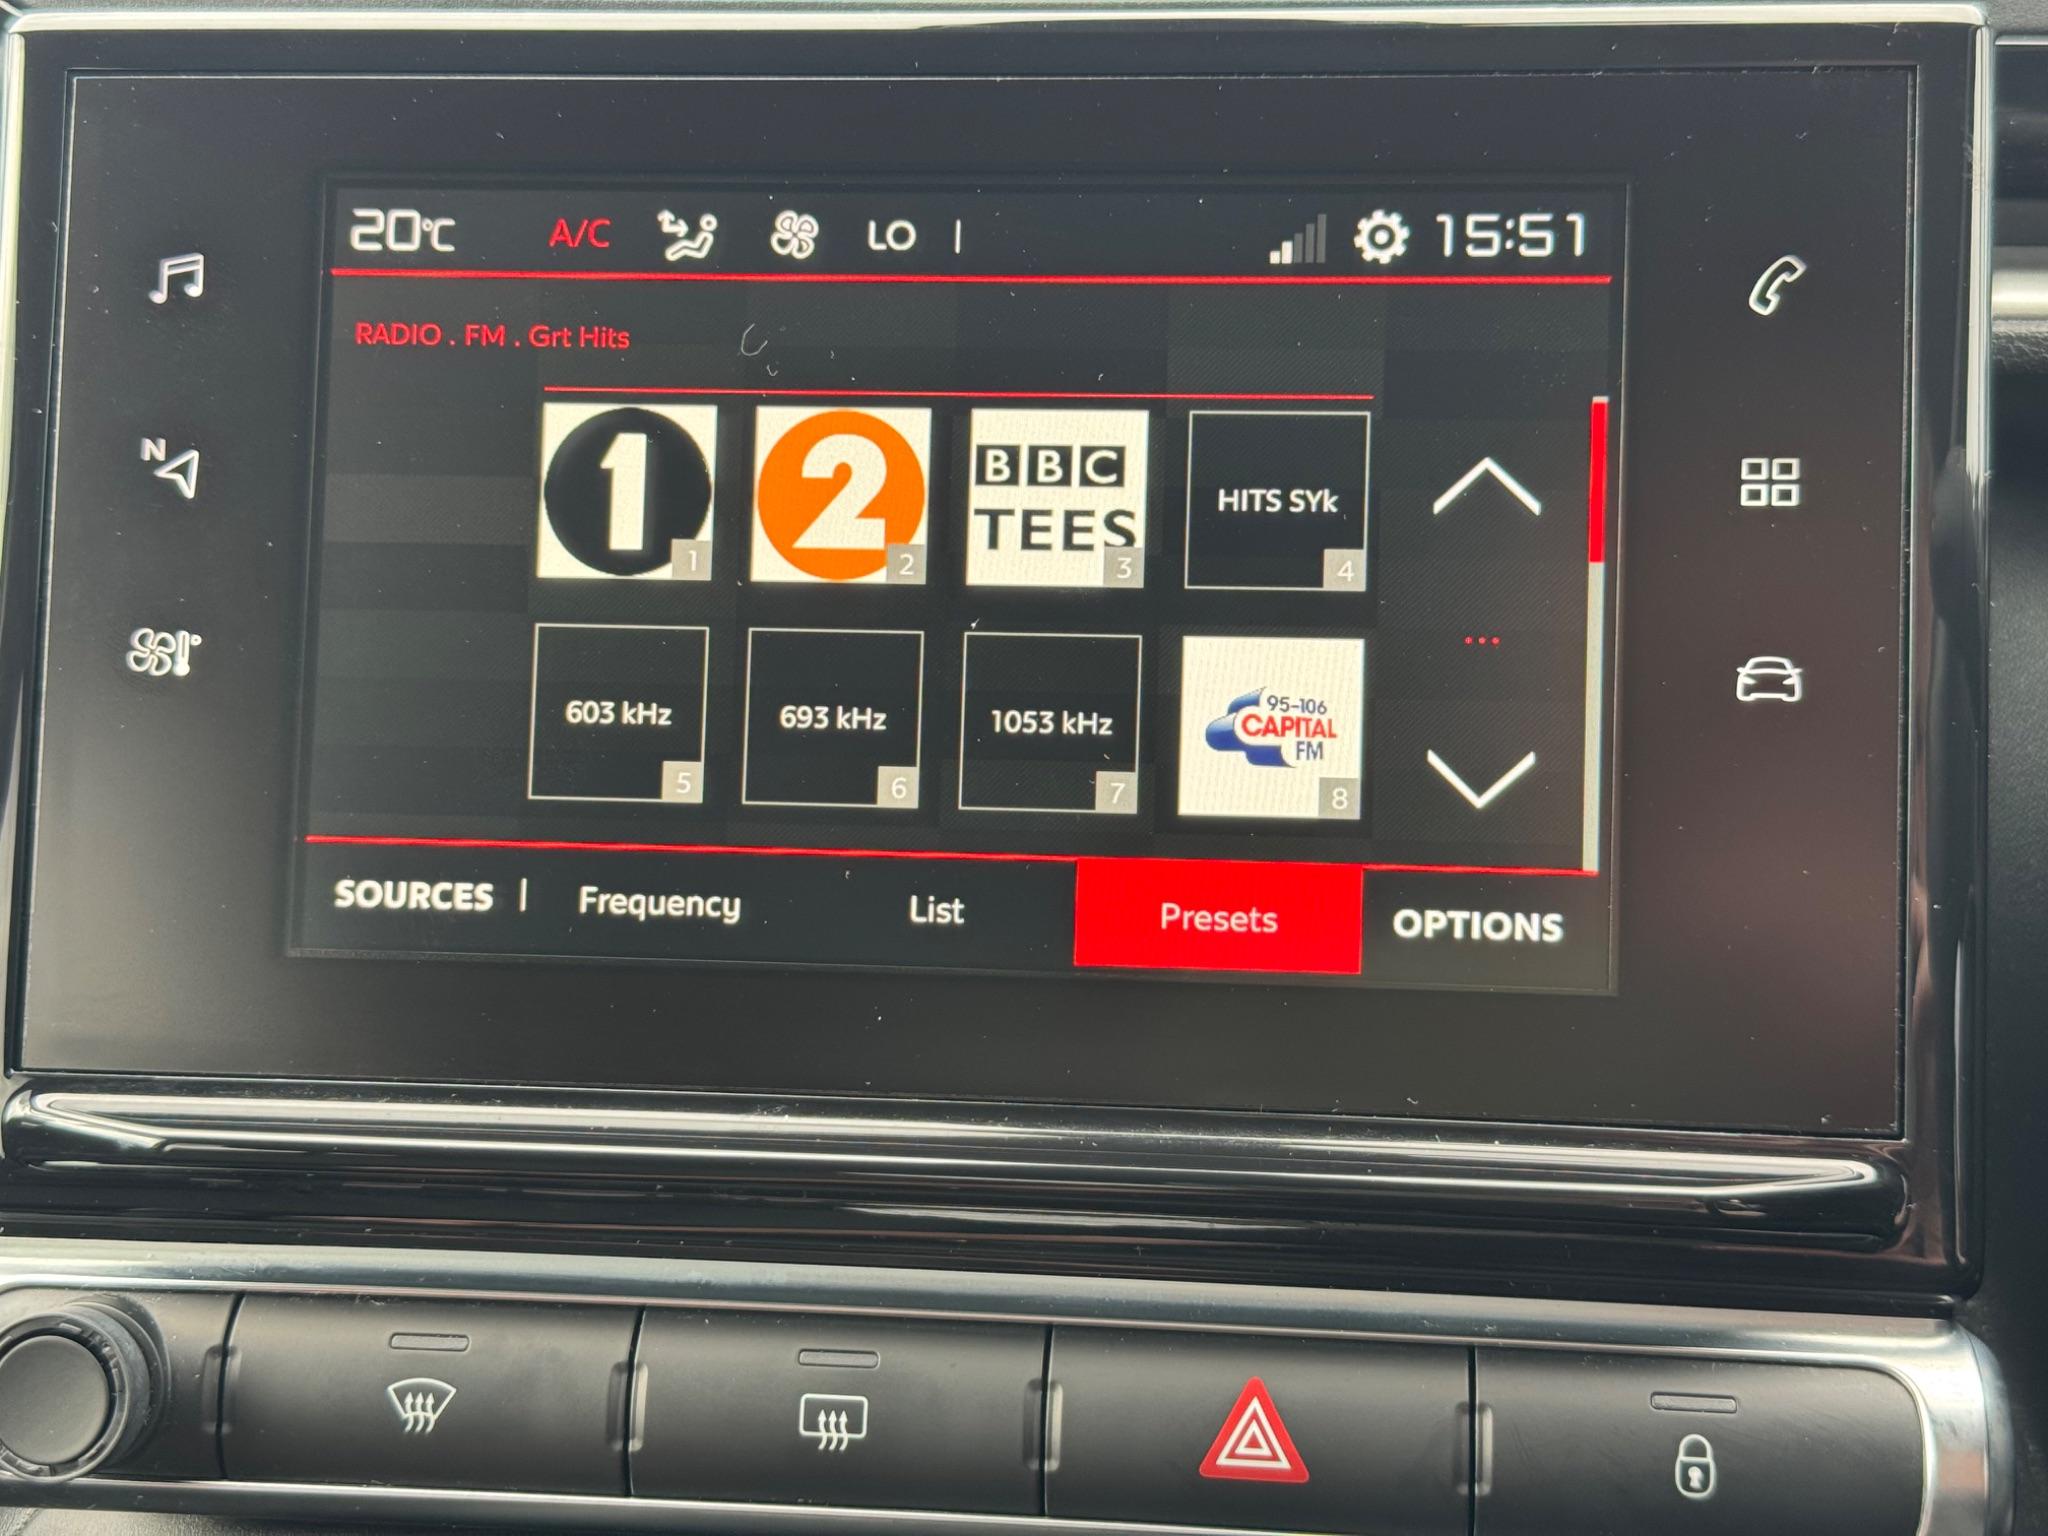 20°C A/C LO | 15:51
RADIO . FM . Grt Hits
1 1
2 2
BBC
TEES
3
HITS SYk
4
603 kHz
5
693 kHz
6
1053 kHz
7
95-106
CAPITAL
FM
8
N
SOURCES | Frequency List Presets OPTIONS